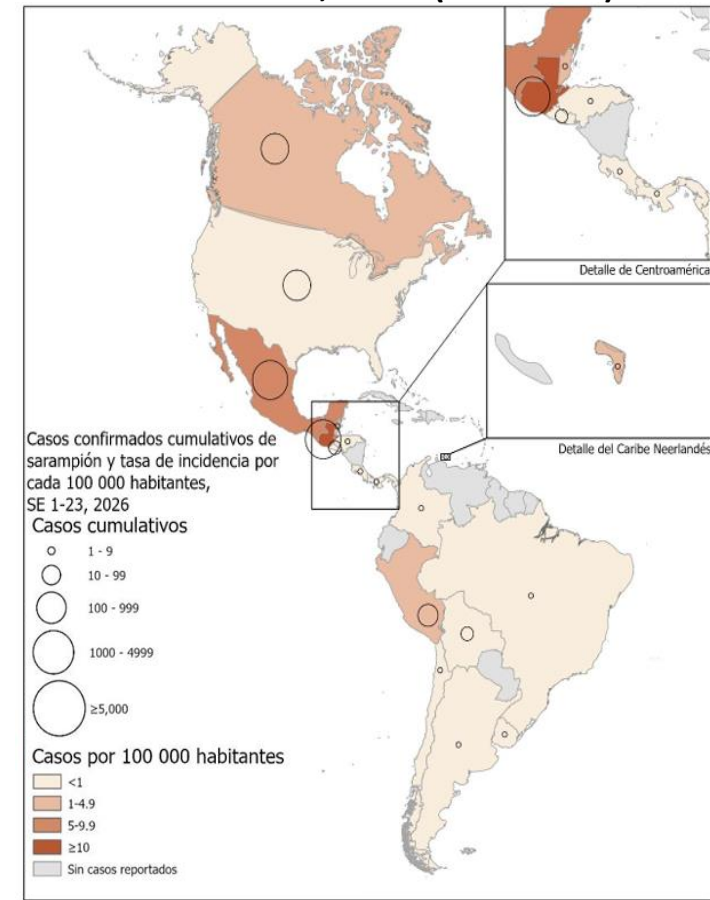 Detalle de Centroamérica
Detalle del Caribe Neerlandés
Casos confirmados cumulativos de
sarampión y tasa de incidencia por
cada 100 000 habitantes,
SE 1-23, 2026
Casos cumulativos
1 - 9
10 - 99
100 - 999
1000 - 4999
≥5,000
Casos por 100 000 habitantes
<1
1-4.9
5-9.9
≥10
Sin casos reportados